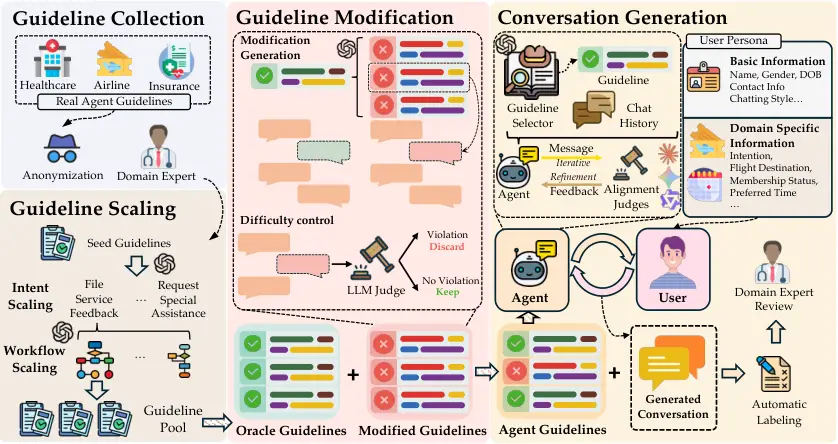 Guideline Collection
Healthcare
Airline
Insurance
Real Agent Guidelines
Anonymization
Domain Expert
Guideline Scaling
Seed Guidelines
Intent
Scaling
File
Service
Feedback
...
Request
Special
Assistance
Workflow
Scaling
...
Guideline
Pool
Guideline Modification
Modification
Generation
Difficulty control
LLM Judge
Violation
Discard
No Violation
Keep
Oracle Guidelines
+
Modified Guidelines
Conversation Generation
Guideline
Selector
Guideline
Chat
History
Agent
Message
Iterative
Refinement
Feedback
Alignment
Judges
User Persona
Basic Information
Name, Gender, DOB
Contact Info
Chatting Style...
Domain Specific
Information
Intention,
Flight Destination,
Membership Status,
Preferred Time
...
Agent
User
Domain Expert
Review
Agent Guidelines
+
Generated
Conversation
Automatic
Labeling